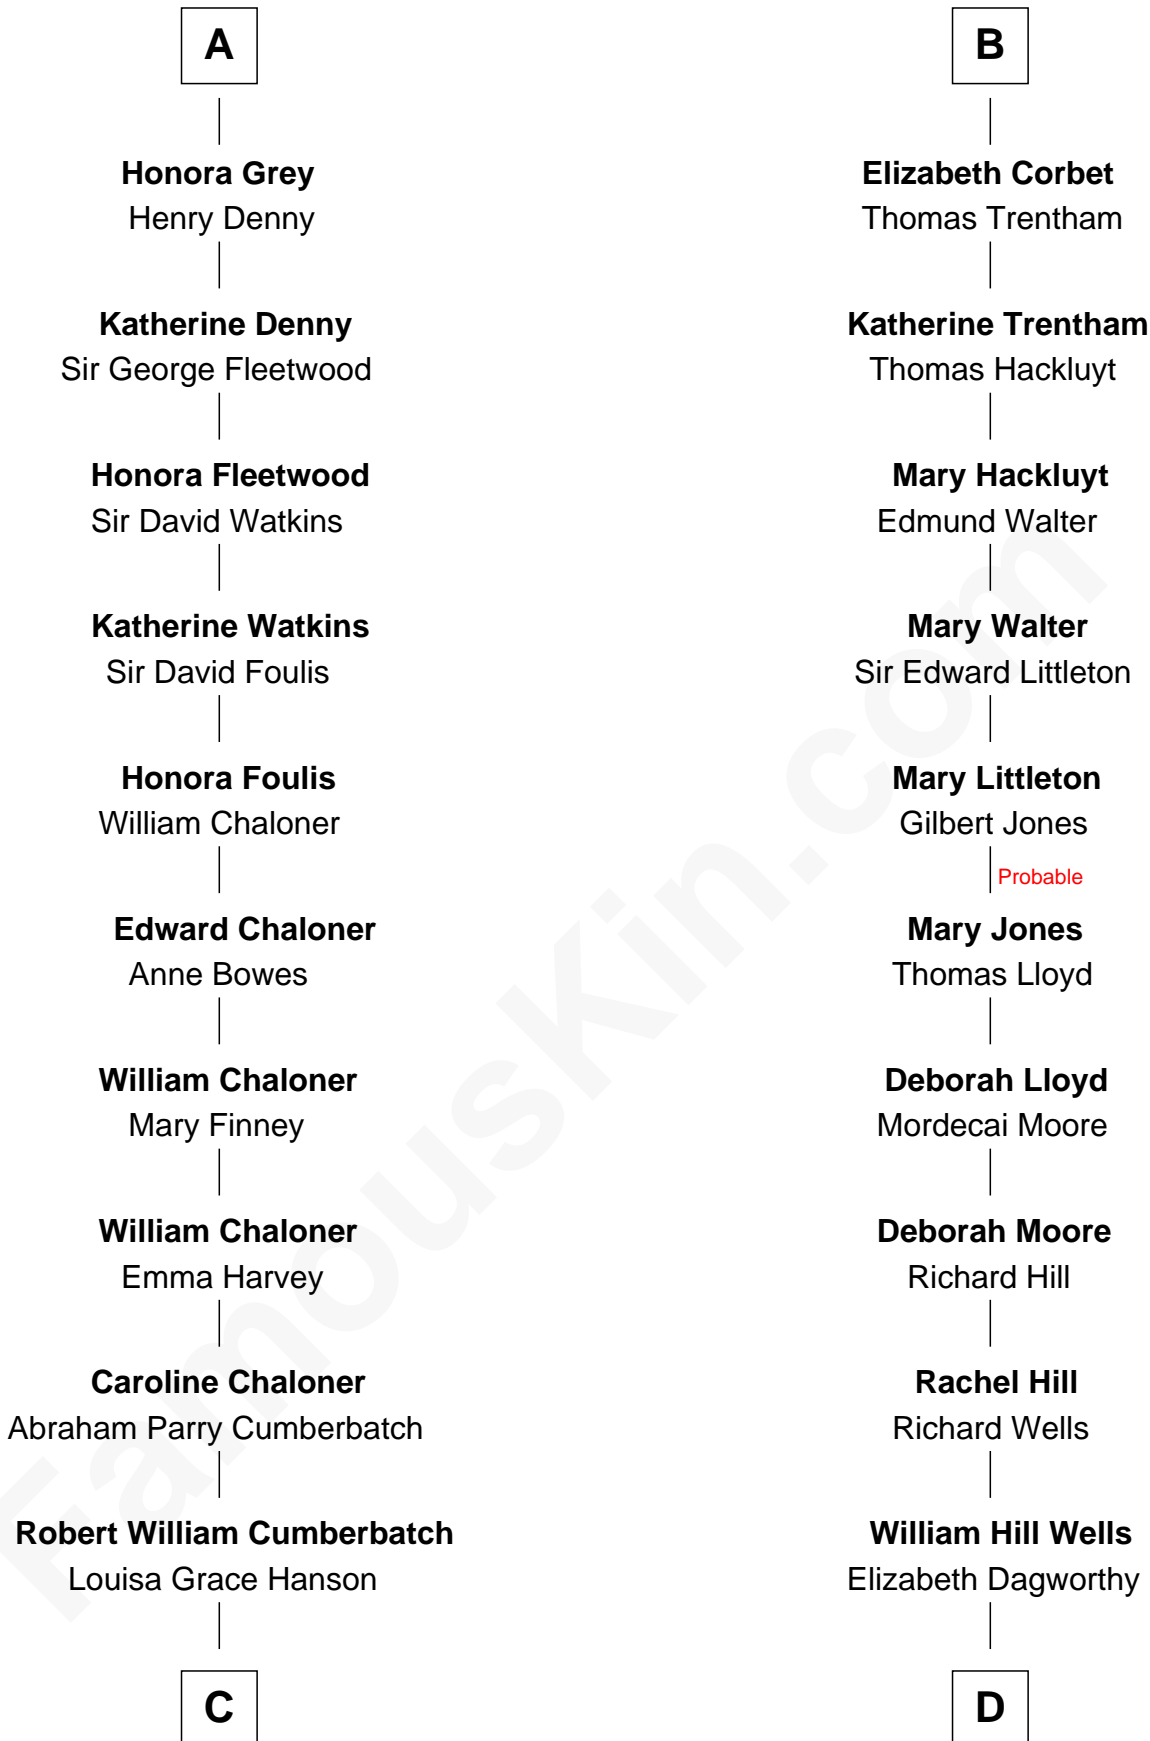 A
Honora Grey
Henry Denny
Katherine Denny
Sir George Fleetwood
Honora Fleetwood
Sir David Watkins
Katherine Watkins
Sir David Foulis
Honora Foulis
William Chaloner
Edward Chaloner
Anne Bowes
William Chaloner
Mary Finney
William Chaloner
Emma Harvey
Caroline Chaloner
Abraham Parry Cumberbatch
Robert William Cumberbatch
Louisa Grace Hanson
C
B
Elizabeth Corbet
Thomas Trentham
Katherine Trentham
Thomas Hackluyt
Mary Hackluyt
Edmund Walter
Mary Walter
Sir Edward Littleton
Mary Littleton
Gilbert Jones
Probable
Mary Jones
Thomas Lloyd
Deborah Lloyd
Mordecai Moore
Deborah Moore
Richard Hill
Rachel Hill
Richard Wells
William Hill Wells
Elizabeth Dagworthy
D
FamousKin.com